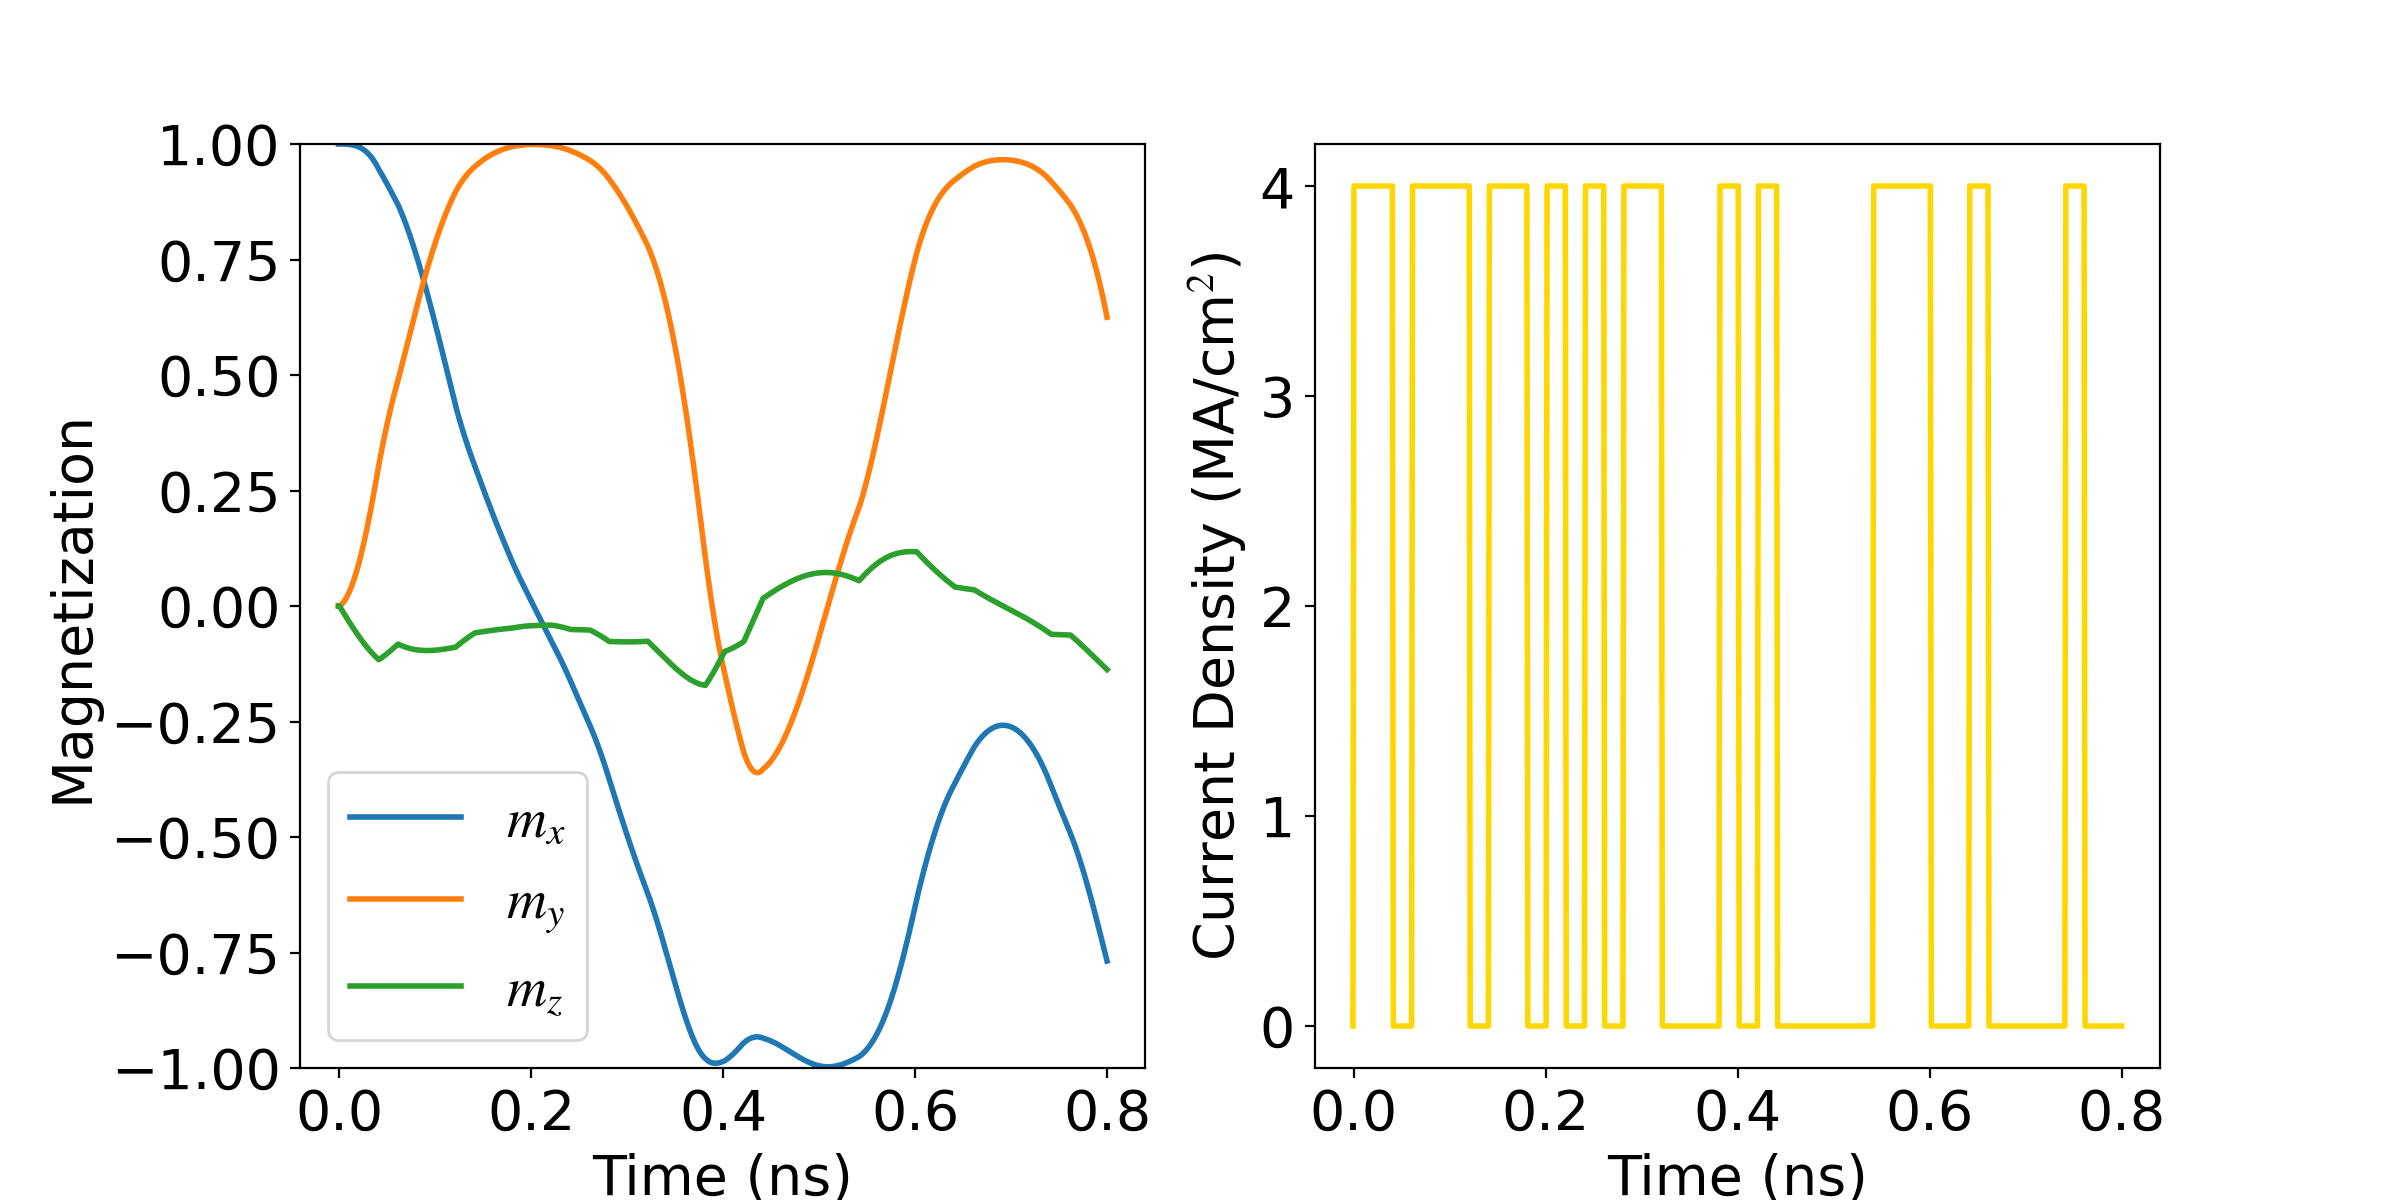 1.00
0.75
0.50
0.25
0.00
−0.25
−0.50
−0.75
−1.00
Magnetization
m_x
m_y
m_z
0.0 0.2 0.4 0.6 0.8
Time (ns)
4
3
2
1
0
Current Density (MA/cm²)
0.0 0.2 0.4 0.6 0.8
Time (ns)